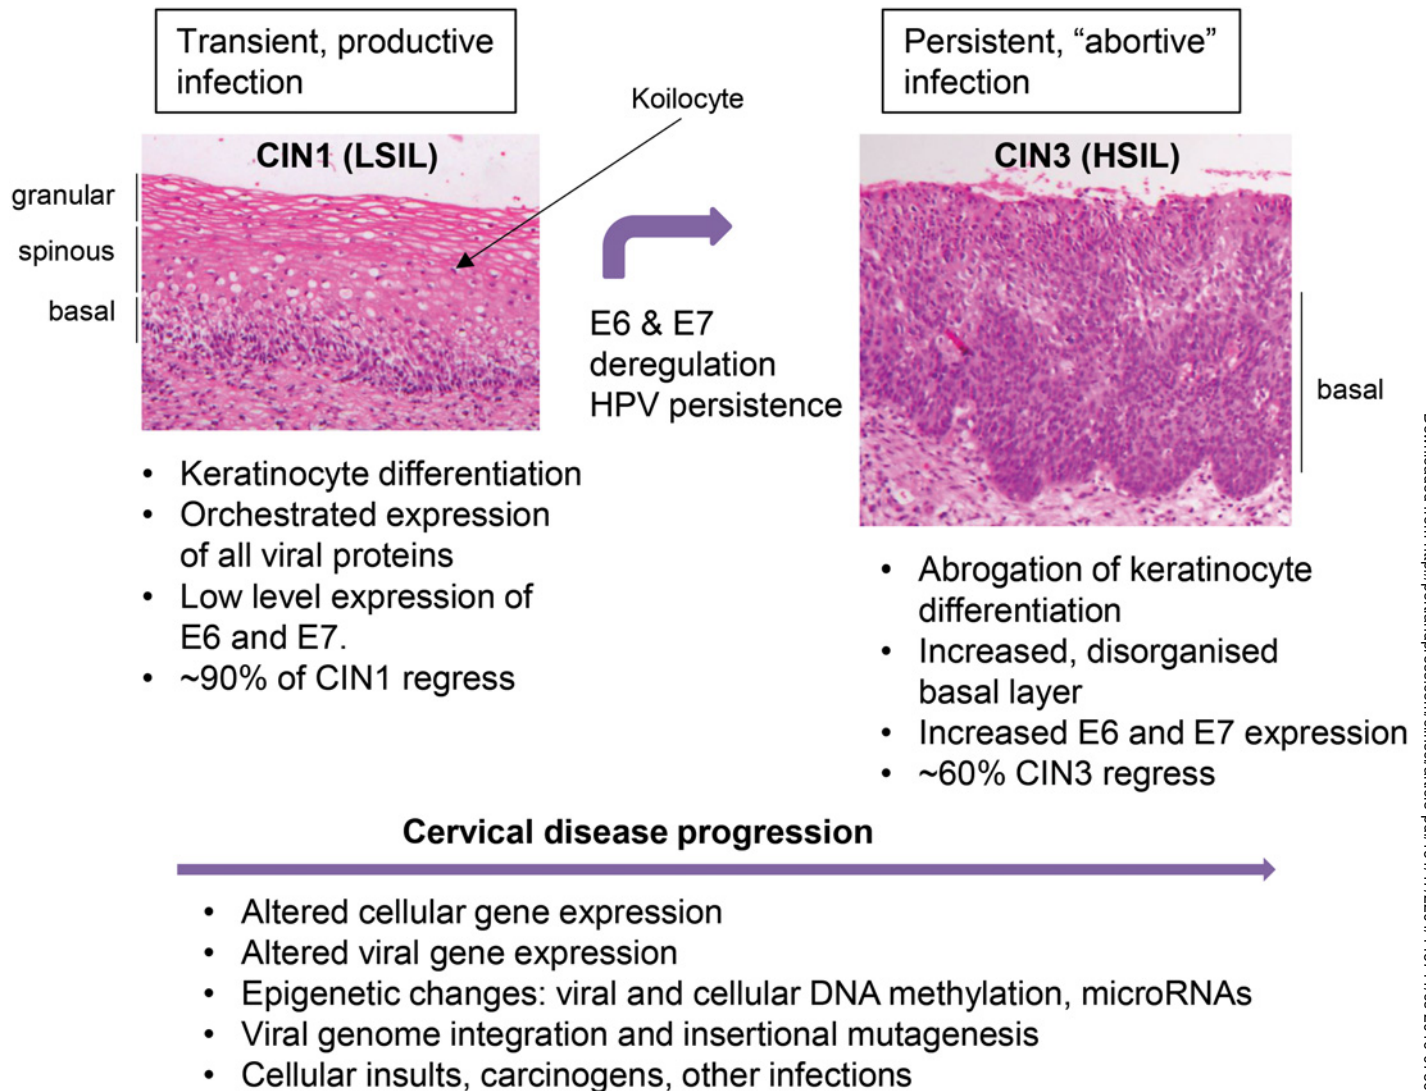 Transient, productive
infection
Persistent, “abortive”
infection
Koilocyte
CIN1 (LSIL)
CIN3 (HSIL)
granular
spinous
basal
E6 & E7
deregulation
HPV persistence
basal
• Keratinocyte differentiation
• Orchestrated expression
of all viral proteins
• Low level expression of
E6 and E7.
• ~90% of CIN1 regress
• Abrogation of keratinocyte
differentiation
• Increased, disorganised
basal layer
• Increased E6 and E7 expression
• ~60% CIN3 regress
Cervical disease progression
• Altered cellular gene expression
• Altered viral gene expression
• Epigenetic changes: viral and cellular DNA methylation, microRNAs
• Viral genome integration and insertional mutagenesis
• Cellular insults, carcinogens, other infections